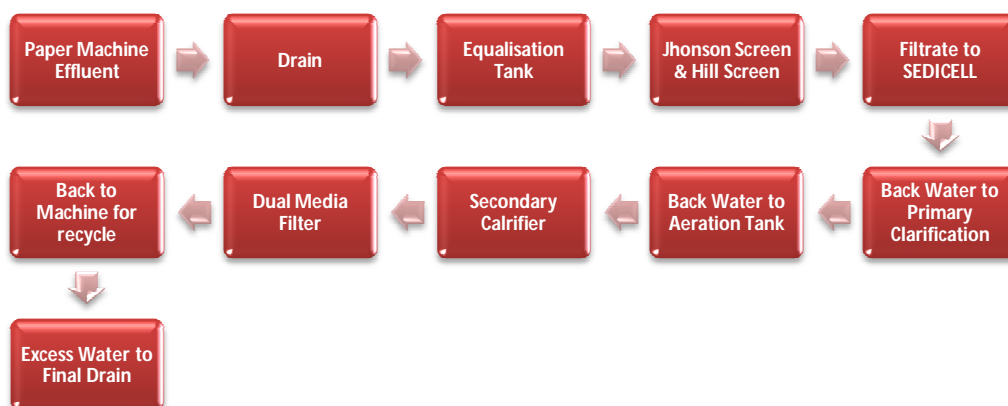 Paper Machine
Effluent
Drain
Equalisation
Tank
Jhonson Screen
& Hill Screen
Filtrate to
SEDICELL
Back Water to
Primary
Clarification
Back Water to
Aeration Tank
Secondary
Calrifier
Dual Media
Filter
Back to
Machine for
recycle
Excess Water to
Final Drain